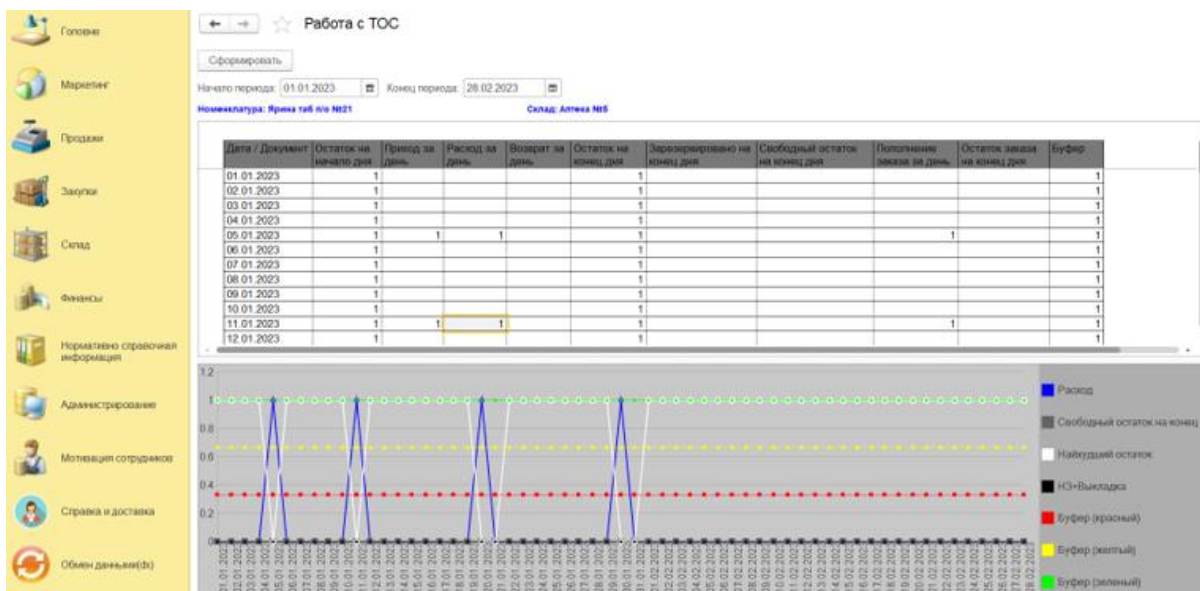 Головне
Маркетинг
Продажи
Закупки
Склад
Финансы
Нормативно справочная
информация
Администрирование
Мотивация сотрудников
Справка и доставка
Обмен данными(ds)
Работа с ТОС
Сформировать
Начало периода: 01.01.2023 Конец периода: 28.02.2023
Номенклатура: Ярина таб п/о №21 Склад: Аптека №5
Дата / Документ Остаток на начало дня Приход за день Расход за день Возврат за день Остаток на конец дня Зарезервировано на конец дня Свободный остаток на конец дня Пополнение заказа за день Остаток заказа на конец дня Буфер
01.01.2023 1 1 1
02.01.2023 1 1 1
03.01.2023 1 1 1
04.01.2023 1 1 1
05.01.2023 1 1 1 1 1 1
06.01.2023 1 1 1
07.01.2023 1 1 1
08.01.2023 1 1 1
09.01.2023 1 1 1
10.01.2023 1 1 1
11.01.2023 1 1 1 1 1 1
12.01.2023 1 1 1
1.2
1
0.8
0.6
0.4
0.2
0
Расход
Свободный остаток на конец
Наихудший остаток
НЗ+Выкладка
Буфер (красный)
Буфер (желтый)
Буфер (зеленый)